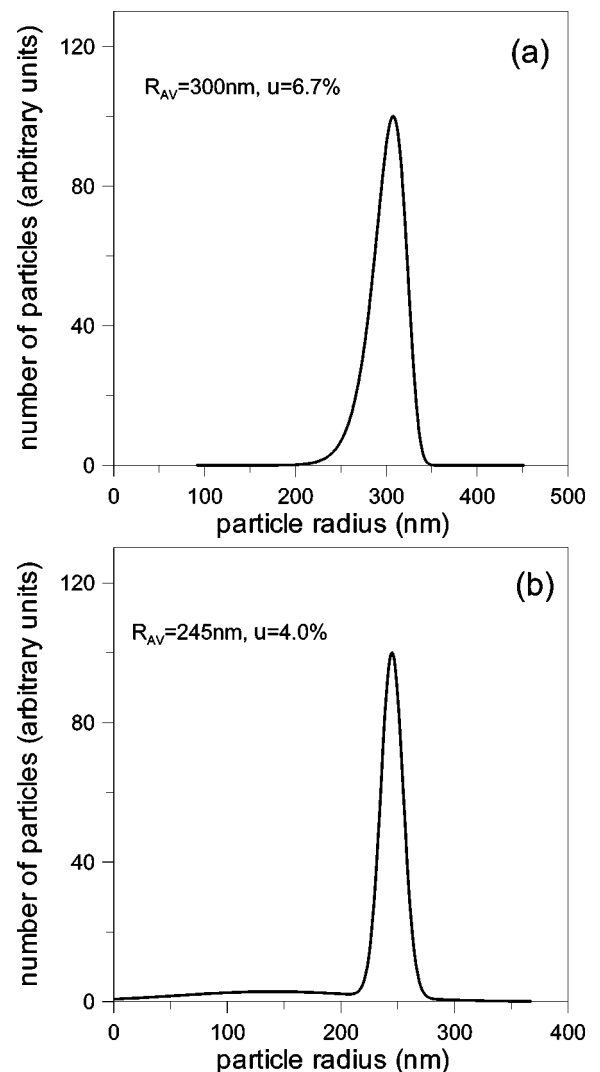 (a)
R_AV=300nm, u=6.7%
number of particles (arbitrary units)
120
80
40
0
0 100 200 300 400 500
particle radius (nm)
(b)
R_AV=245nm, u=4.0%
number of particles (arbitrary units)
120
80
40
0
0 100 200 300 400
particle radius (nm)